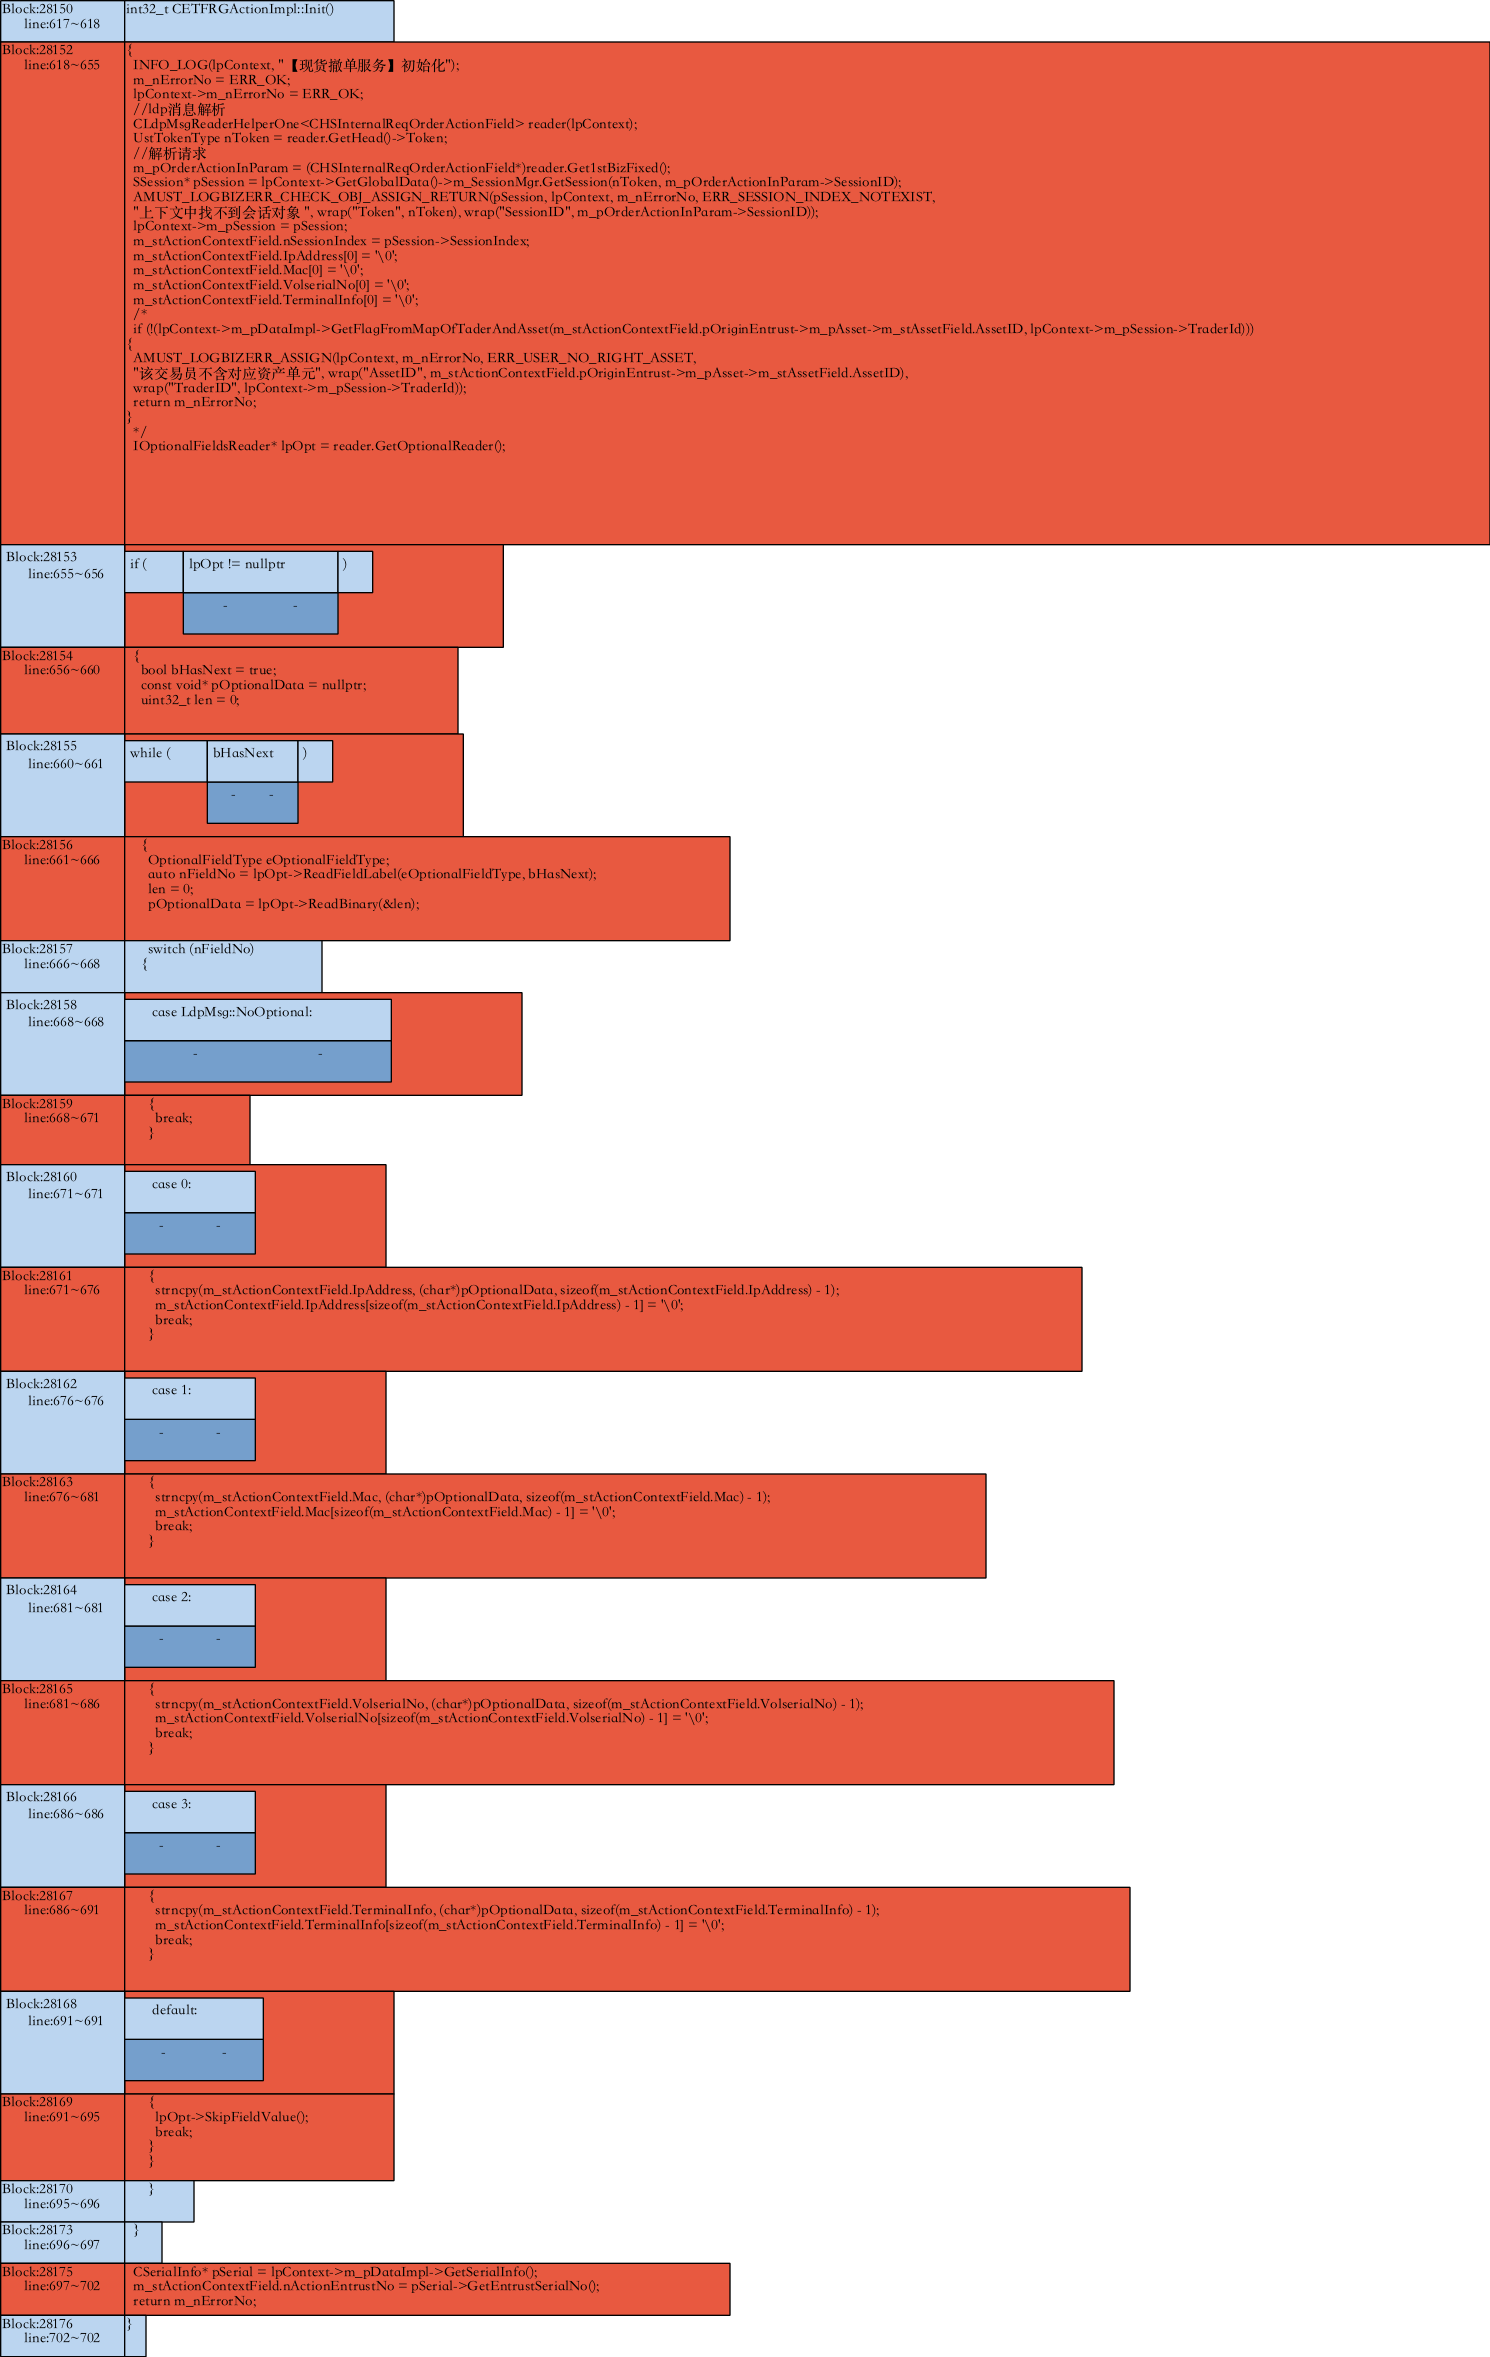 Block:28150
line:617~618
int32_t CETFRGActionImpl::Init()
Block:28152
line:618~655
{
INFO_LOG(lpContext, "【现货撤单服务】初始化");
m_nErrorNo = ERR_OK;
lpContext->m_nErrorNo = ERR_OK;
//ldp消息解析
CLdpMsgReaderHelperOne<CHSInternalReqOrderActionField> reader(lpContext);
UstTokenType nToken = reader.GetHead()->Token;
//解析请求
m_pOrderActionInParam = (CHSInternalReqOrderActionField*)reader.Get1stBizFixed();
SSession* pSession = lpContext->GetGlobalData()->m_SessionMgr.GetSession(nToken, m_pOrderActionInParam->SessionID);
AMUST_LOGBIZERR_CHECK_OBJ_ASSIGN_RETURN(pSession, lpContext, m_nErrorNo, ERR_SESSION_INDEX_NOTEXIST,
"上下文中找不到会话对象 ", wrap("Token", nToken), wrap("SessionID", m_pOrderActionInParam->SessionID));
lpContext->m_pSession = pSession;
m_stActionContextField.nSessionIndex = pSession->SessionIndex;
m_stActionContextField.IpAddress[0] = '\0';
m_stActionContextField.Mac[0] = '\0';
m_stActionContextField.VolserialNo[0] = '\0';
m_stActionContextField.TerminalInfo[0] = '\0';
/*
if (!(lpContext->m_pDataImpl->GetFlagFromMapOfTaderAndAsset(m_stActionContextField.pOriginEntrust->m_pAsset->m_stAssetField.AssetID, lpContext->m_pSession->TraderId)))
{
AMUST_LOGBIZERR_ASSIGN(lpContext, m_nErrorNo, ERR_USER_NO_RIGHT_ASSET,
"该交易员不含对应资产单元", wrap("AssetID", m_stActionContextField.pOriginEntrust->m_pAsset->m_stAssetField.AssetID),
wrap("TraderID", lpContext->m_pSession->TraderId));
return m_nErrorNo;
}
*/
IOptionalFieldsReader* lpOpt = reader.GetOptionalReader();
Block:28153
line:655~656
if ( lpOpt != nullptr )
- -
Block:28154
line:656~660
{
bool bHasNext = true;
const void* pOptionalData = nullptr;
uint32_t len = 0;
Block:28155
line:660~661
while ( bHasNext )
- -
Block:28156
line:661~666
{
OptionalFieldType eOptionalFieldType;
auto nFieldNo = lpOpt->ReadFieldLabel(eOptionalFieldType, bHasNext);
len = 0;
pOptionalData = lpOpt->ReadBinary(&len);
Block:28157
line:666~668
switch (nFieldNo)
{
Block:28158
line:668~668
case LdpMsg::NoOptional:
- -
Block:28159
line:668~671
{
break;
}
Block:28160
line:671~671
case 0:
- -
Block:28161
line:671~676
{
strncpy(m_stActionContextField.IpAddress, (char*)pOptionalData, sizeof(m_stActionContextField.IpAddress) - 1);
m_stActionContextField.IpAddress[sizeof(m_stActionContextField.IpAddress) - 1] = '\0';
break;
}
Block:28162
line:676~676
case 1:
- -
Block:28163
line:676~681
{
strncpy(m_stActionContextField.Mac, (char*)pOptionalData, sizeof(m_stActionContextField.Mac) - 1);
m_stActionContextField.Mac[sizeof(m_stActionContextField.Mac) - 1] = '\0';
break;
}
Block:28164
line:681~681
case 2:
- -
Block:28165
line:681~686
{
strncpy(m_stActionContextField.VolserialNo, (char*)pOptionalData, sizeof(m_stActionContextField.VolserialNo) - 1);
m_stActionContextField.VolserialNo[sizeof(m_stActionContextField.VolserialNo) - 1] = '\0';
break;
}
Block:28166
line:686~686
case 3:
- -
Block:28167
line:686~691
{
strncpy(m_stActionContextField.TerminalInfo, (char*)pOptionalData, sizeof(m_stActionContextField.TerminalInfo) - 1);
m_stActionContextField.TerminalInfo[sizeof(m_stActionContextField.TerminalInfo) - 1] = '\0';
break;
}
Block:28168
line:691~691
default:
- -
Block:28169
line:691~695
{
lpOpt->SkipFieldValue();
break;
}
}
Block:28170
line:695~696
}
Block:28173
line:696~697
}
Block:28175
line:697~702
CSerialInfo* pSerial = lpContext->m_pDataImpl->GetSerialInfo();
m_stActionContextField.nActionEntrustNo = pSerial->GetEntrustSerialNo();
return m_nErrorNo;
Block:28176
line:702~702
}